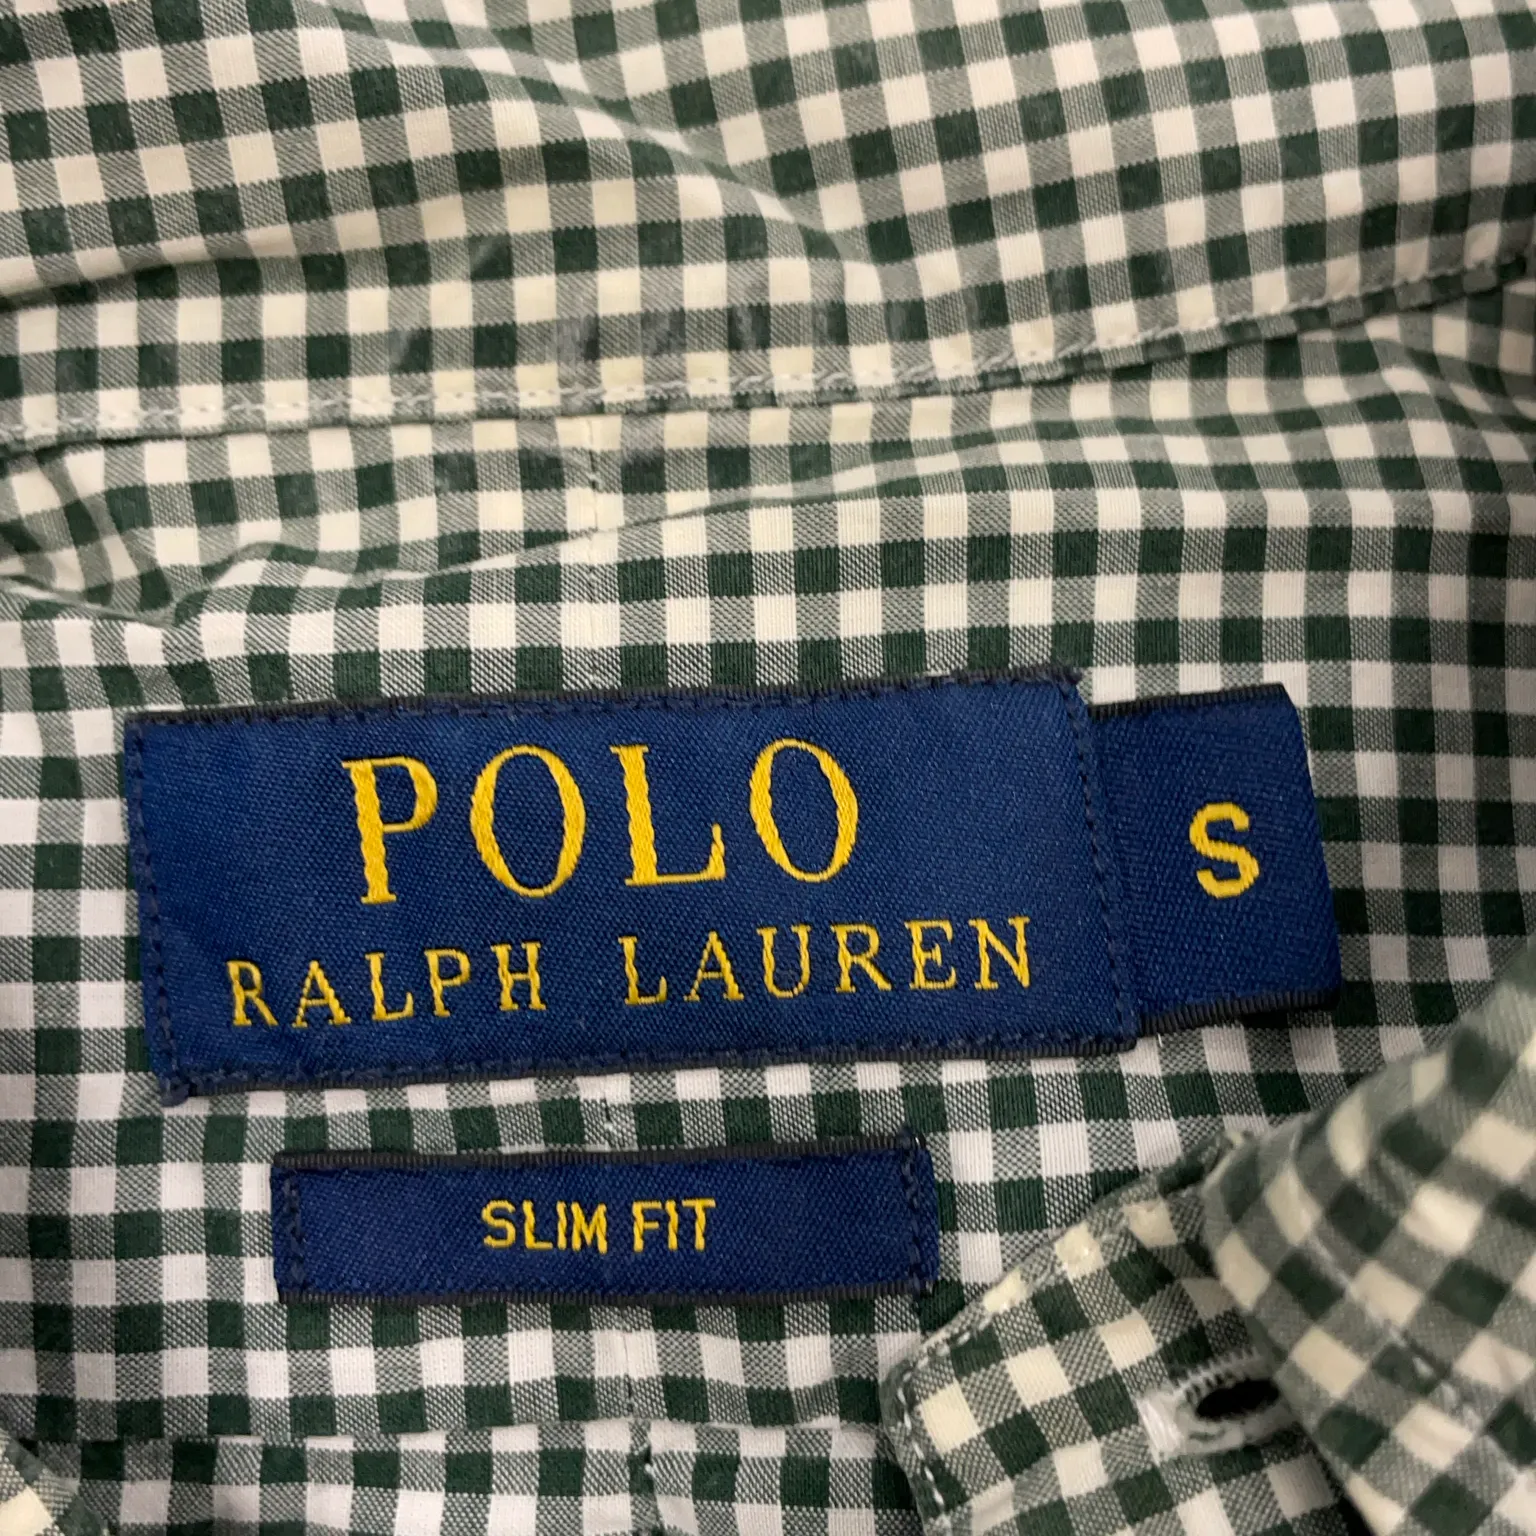 POLO
RALPH LAUREN
S
SLIM FIT